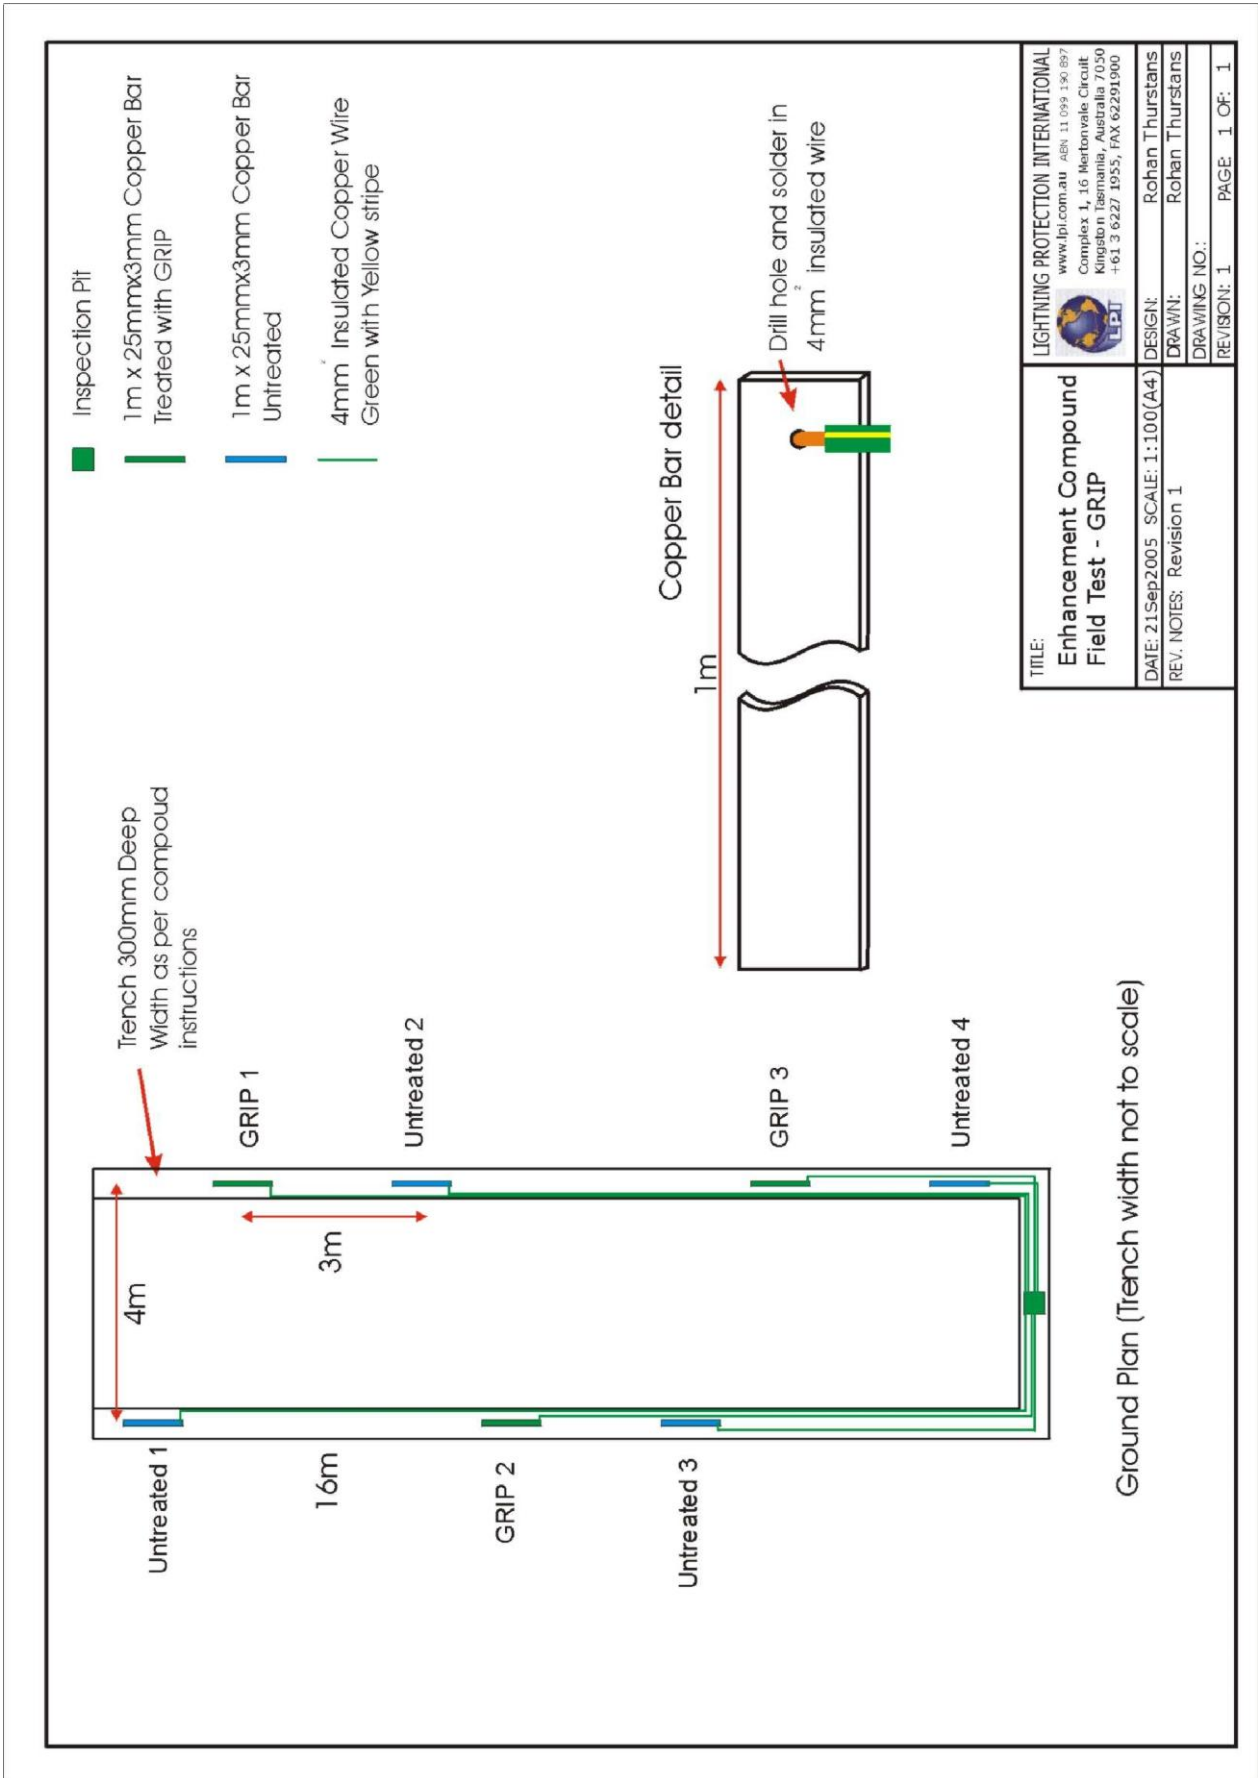 Inspection Pit
1m x 25mmx3mm Copper Bar
Treated with GRIP
1m x 25mmx3mm Copper Bar
Untreated
4mm² Insulated Copper Wire
Green with Yellow stripe
Trench 300mm Deep
Width as per compoud
instructions
Untreated 1
16m
GRIP 2
Untreated 3
4m
3m
GRIP 1
Untreated 2
GRIP 3
Untreated 4
Ground Plan (Trench width not to scale)
Copper Bar detail
1m
Drill hole and solder in
4mm² insulated wire
TITLE:
Enhancement Compound
Field Test - GRIP
DATE: 21Sep2005 SCALE: 1:100(A4)
REV. NOTES: Revision 1
LIGHTNING PROTECTION INTERNATIONAL
LPI
www.lpi.com.au ABN 11 099 190 897
Complex 1, 16 Mertonvale Circuit
Kingston Tasmania, Australia 7050
+61 3 6227 1955, FAX 62291900
DESIGN: Rohan Thurstans
DRAWN: Rohan Thurstans
DRAWING NO.:
REVISION: 1 PAGE: 1 OF: 1